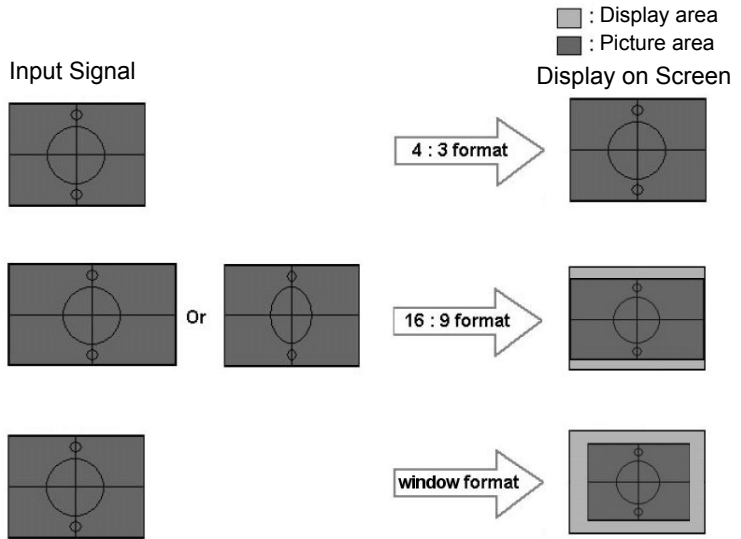 : Display area
: Picture area
Input Signal
Display on Screen
4 : 3 format
Or
16 : 9 format
window format